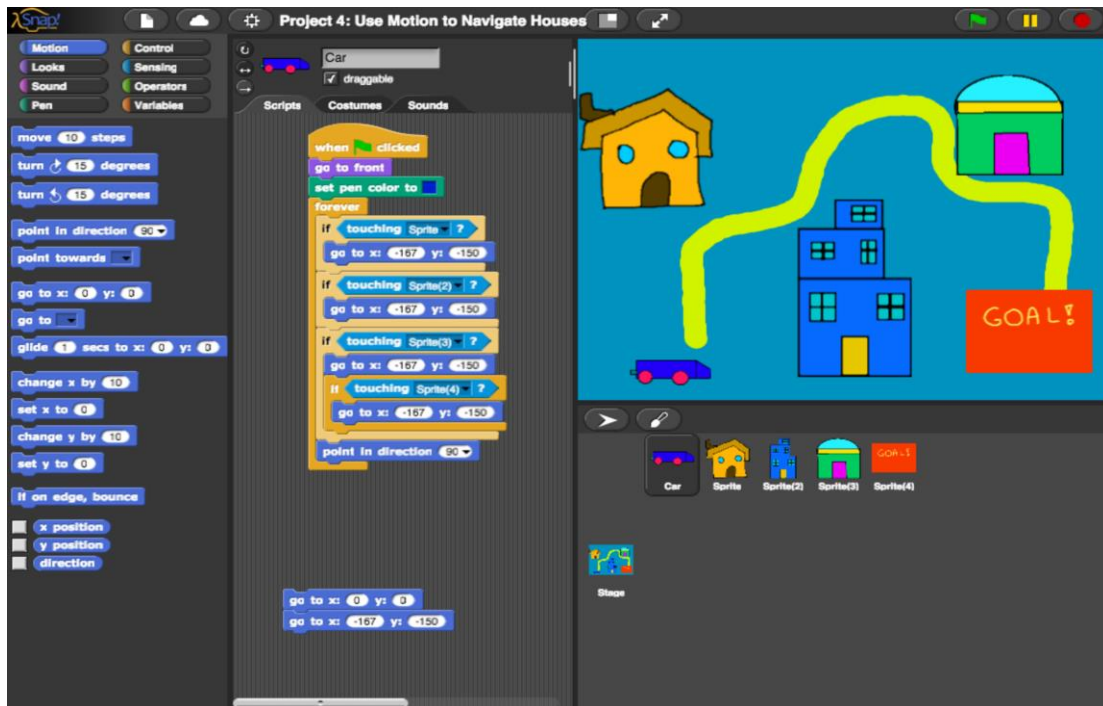 Snap!
Project 4: Use Motion to Navigate Houses
Motion
Control
Looks
Sensing
Sound
Operators
Pen
Variables
move 10 steps
turn 15 degrees
turn 15 degrees
point in direction 90
point towards
go to x: 0 y: 0
go to
glide 1 secs to x: 0 y: 0
change x by 10
set x to 0
change y by 10
set y to 0
if on edge, bounce
x position
y position
direction
Car
draggable
Scripts Costumes Sounds
when clicked
go to front
set pen color to
forever
if touching Sprite ?
go to x: -167 y: -150
if touching Sprite(2) ?
go to x: -167 y: -150
if touching Sprite(3) ?
go to x: -167 y: -150
if touching Sprite(4) ?
go to x: -167 y: -150
point in direction 90
go to x: 0 y: 0
go to x: -167 y: -150
GOAL!
GOAL!
Car Sprite Sprite(2) Sprite(3) Sprite(4)
Stage